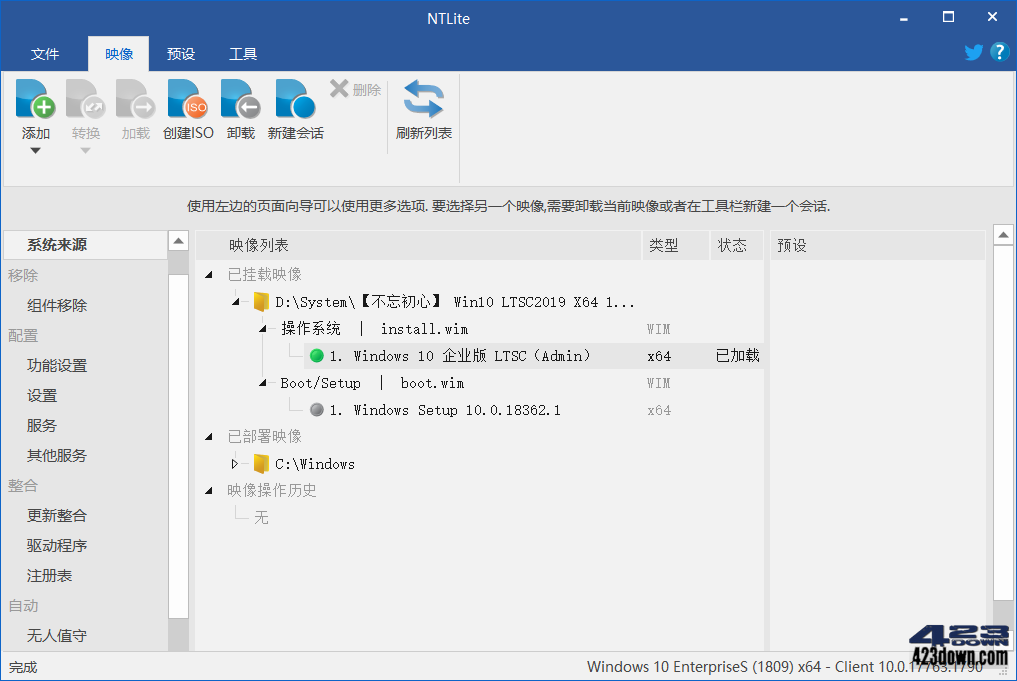 NTLite
文件 映像 预设 工具
添加 转换 加载 创建ISO 卸载 新建会话 删除 刷新列表
ISO
使用左边的页面向导可以使用更多选项. 要选择另一个映像,需要卸载当前映像或者在工具栏新建一个会话.
系统来源
移除
组件移除
配置
功能设置
设置
服务
其他服务
整合
更新整合
驱动程序
注册表
自动
无人值守
映像列表 类型 状态 预设
已挂载映像
D:\System\【不忘初心】 Win10 LTSC2019 X64 1...
操作系统 | install.wim WIM
1. Windows 10 企业版 LTSC（Admin） x64 已加载
Boot/Setup | boot.wim WIM
1. Windows Setup 10.0.18362.1 x64
已部署映像
C:\Windows
映像操作历史
无
完成
Windows 10 EnterpriseS (1809) x64 - Client 10.0.17763.1790
423DOWN
423down.com